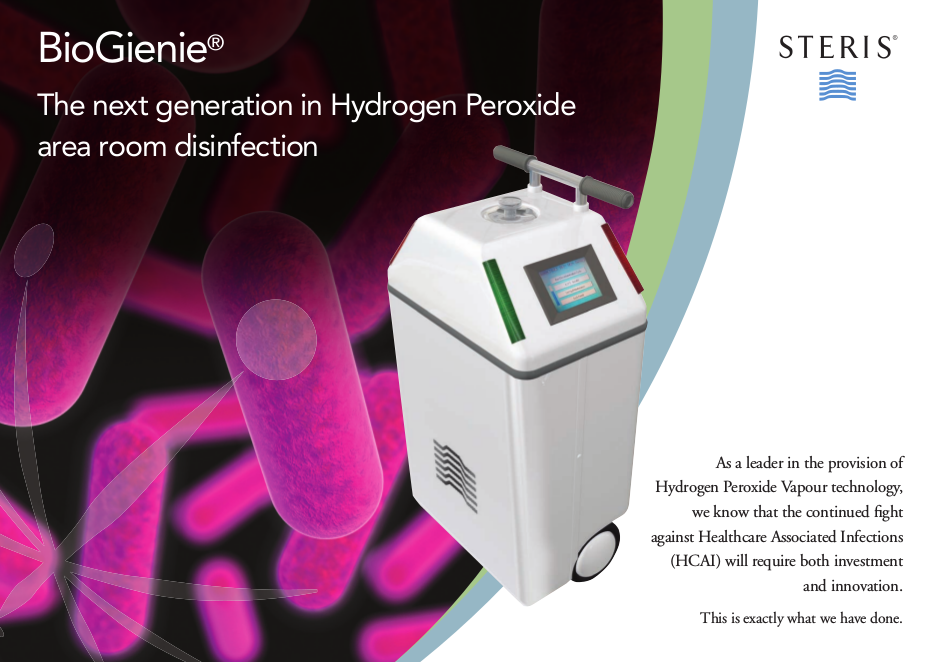 BioGienie®
The next generation in Hydrogen Peroxide
area room disinfection
STERIS®
As a leader in the provision of
Hydrogen Peroxide Vapour technology,
we know that the continued fight
against Healthcare Associated Infections
(HCAI) will require both investment
and innovation.
This is exactly what we have done.